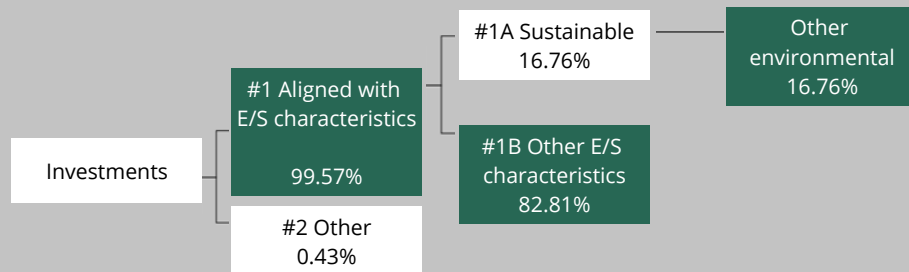 Investments
#1 Aligned with
E/S characteristics
99.57%
#2 Other
0.43%
#1A Sustainable
16.76%
#1B Other E/S
characteristics
82.81%
Other
environmental
16.76%